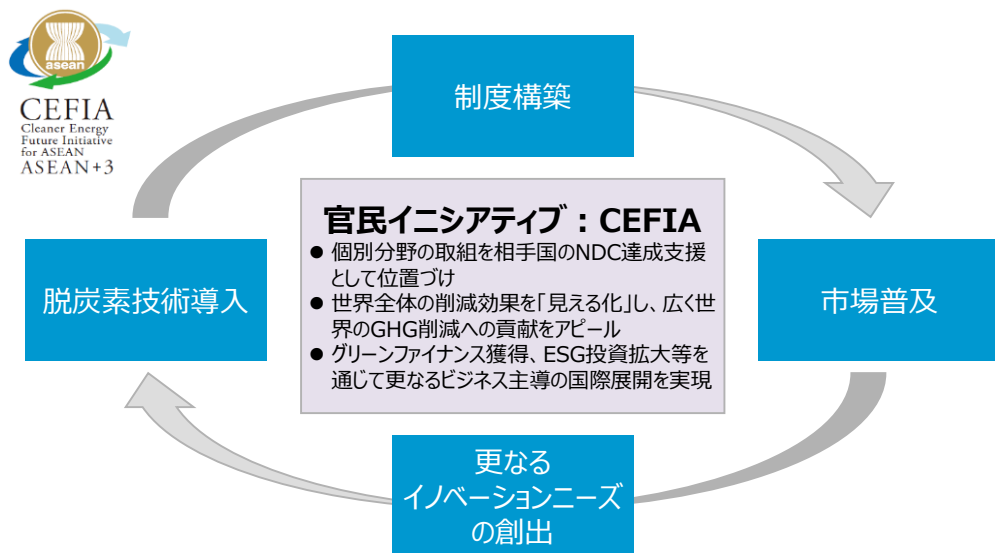 asean
CEFIA
Cleaner Energy
Future Initiative
for ASEAN
ASEAN+3
制度構築
官民イニシアティブ:CEFIA
● 個別分野の取組を相手国のNDC達成支援
として位置づけ
● 世界全体の削減効果を「見える化」し、広く世
界のGHG削減への貢献をアピール
● グリーンファイナンス獲得、ESG投資拡大等を
通じて更なるビジネス主導の国際展開を実現
脱炭素技術導入
市場普及
更なる
イノベーションニーズ
の創出